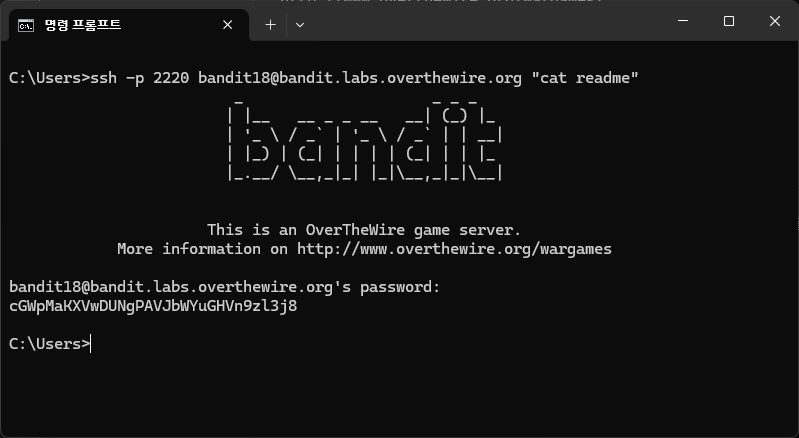 명령 프롬프트
C:\Users>ssh -p 2220 bandit18@bandit.labs.overthewire.org "cat readme"
bandit
This is an OverTheWire game server.
More information on http://www.overthewire.org/wargames
bandit18@bandit.labs.overthewire.org's password:
cGWpMaKXVwDUNgPAVJbWYuGHVn9zl3j8
C:\Users>